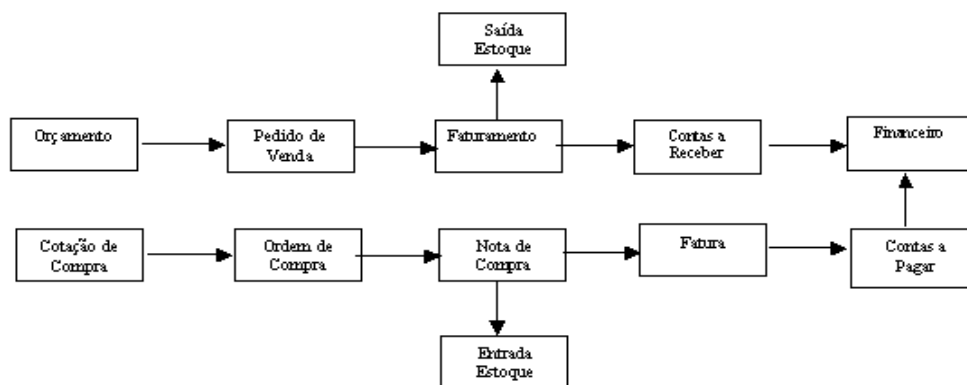 Saída
Estoque
Orçamento
Pedido de
Venda
Faturamento
Contas a
Receber
Financeiro
Cotação de
Compra
Ordem de
Compra
Nota de
Compra
Fatura
Contas a
Pagar
Entrada
Estoque